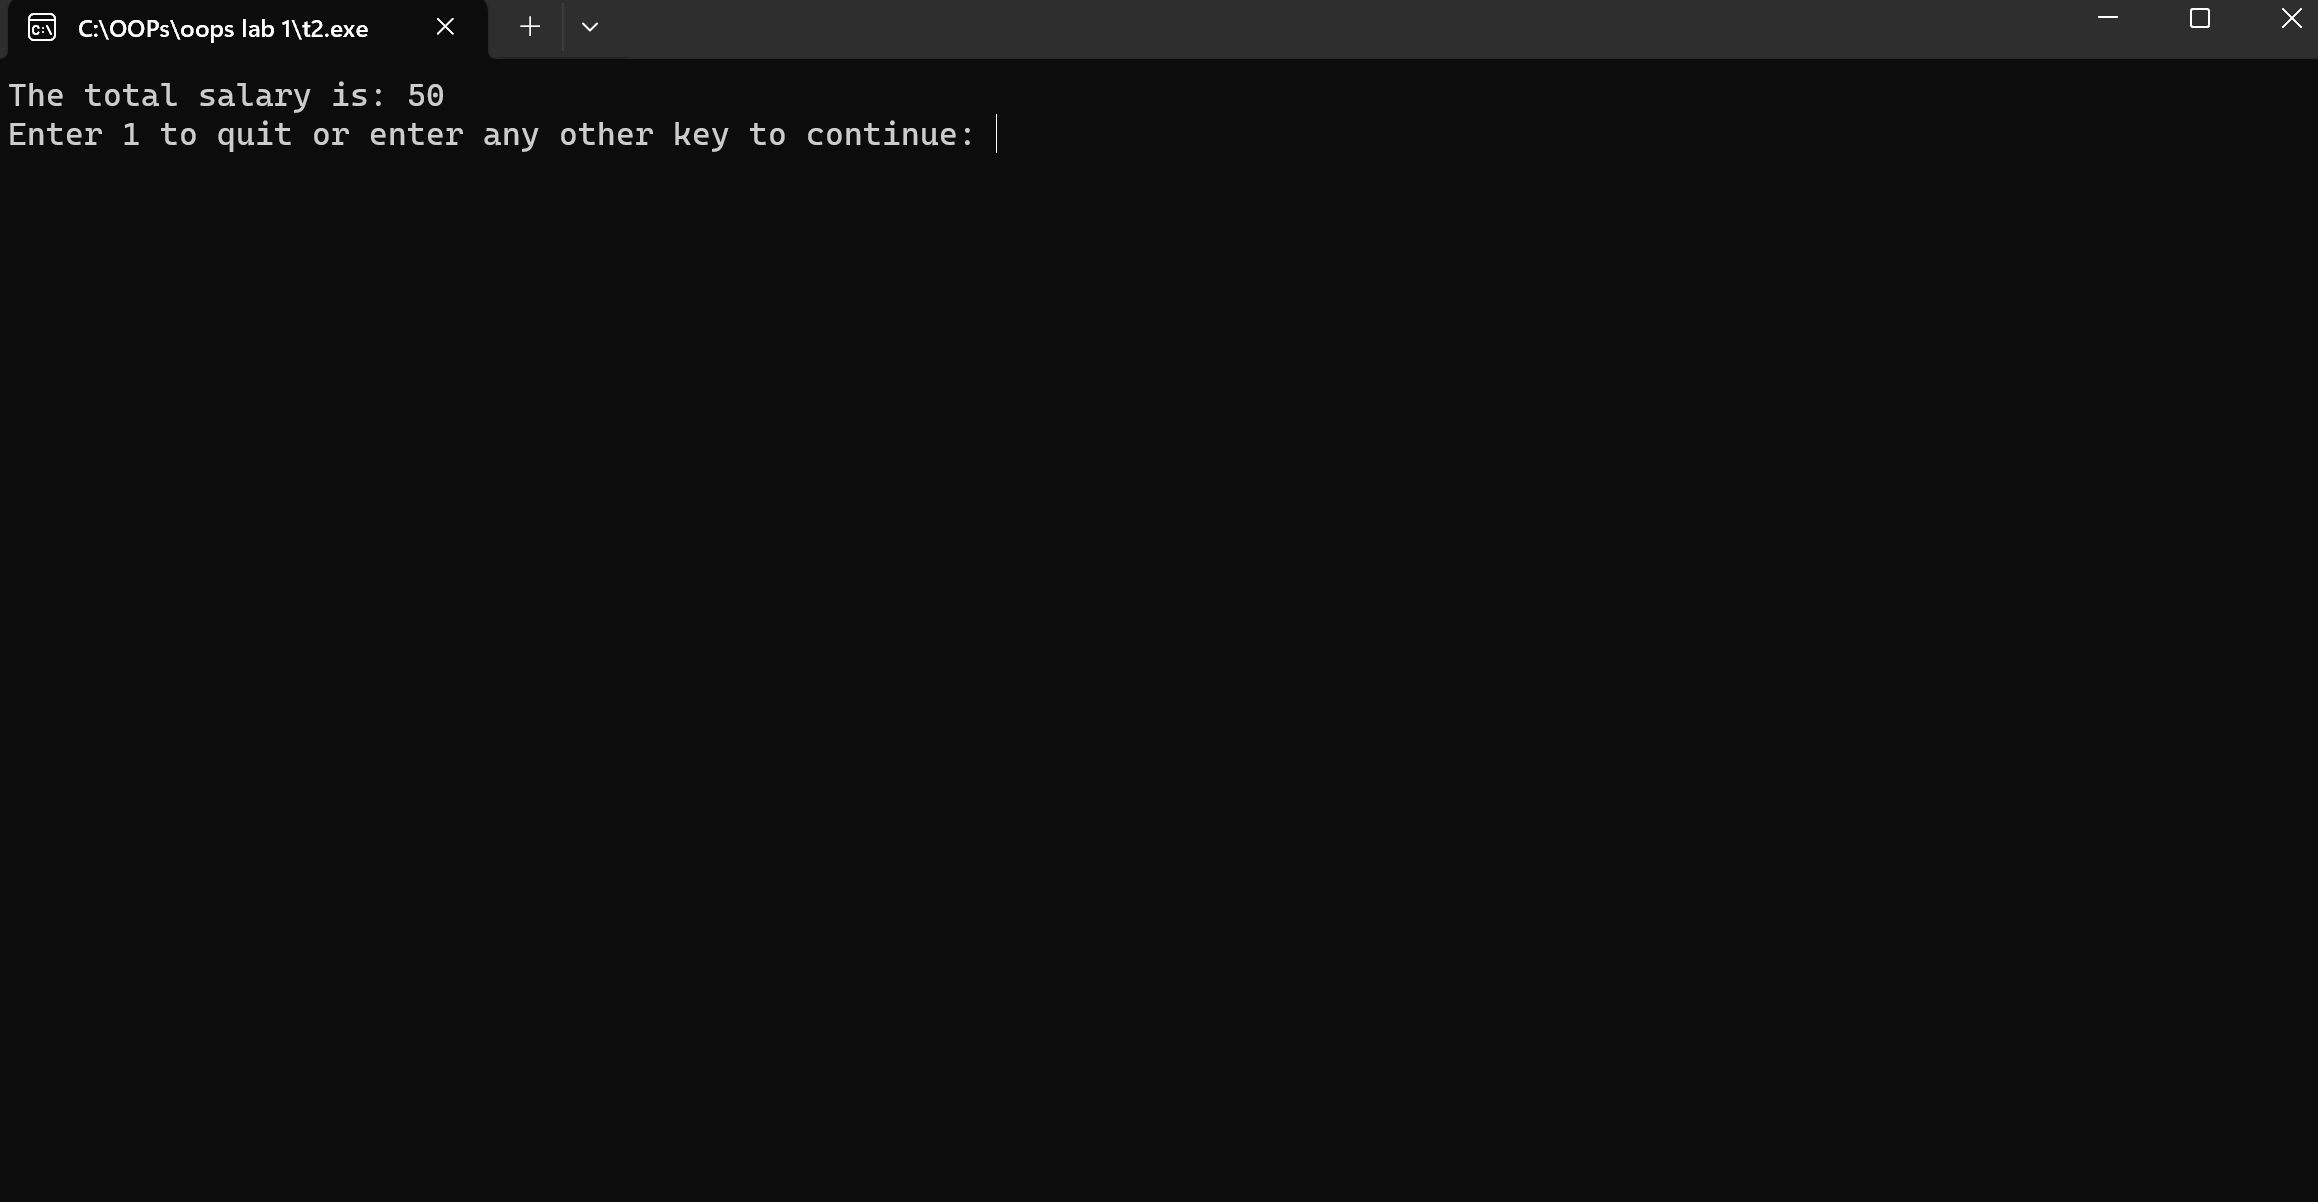 C:\OOPs\oops lab 1\t2.exe
The total salary is: 50
Enter 1 to quit or enter any other key to continue: